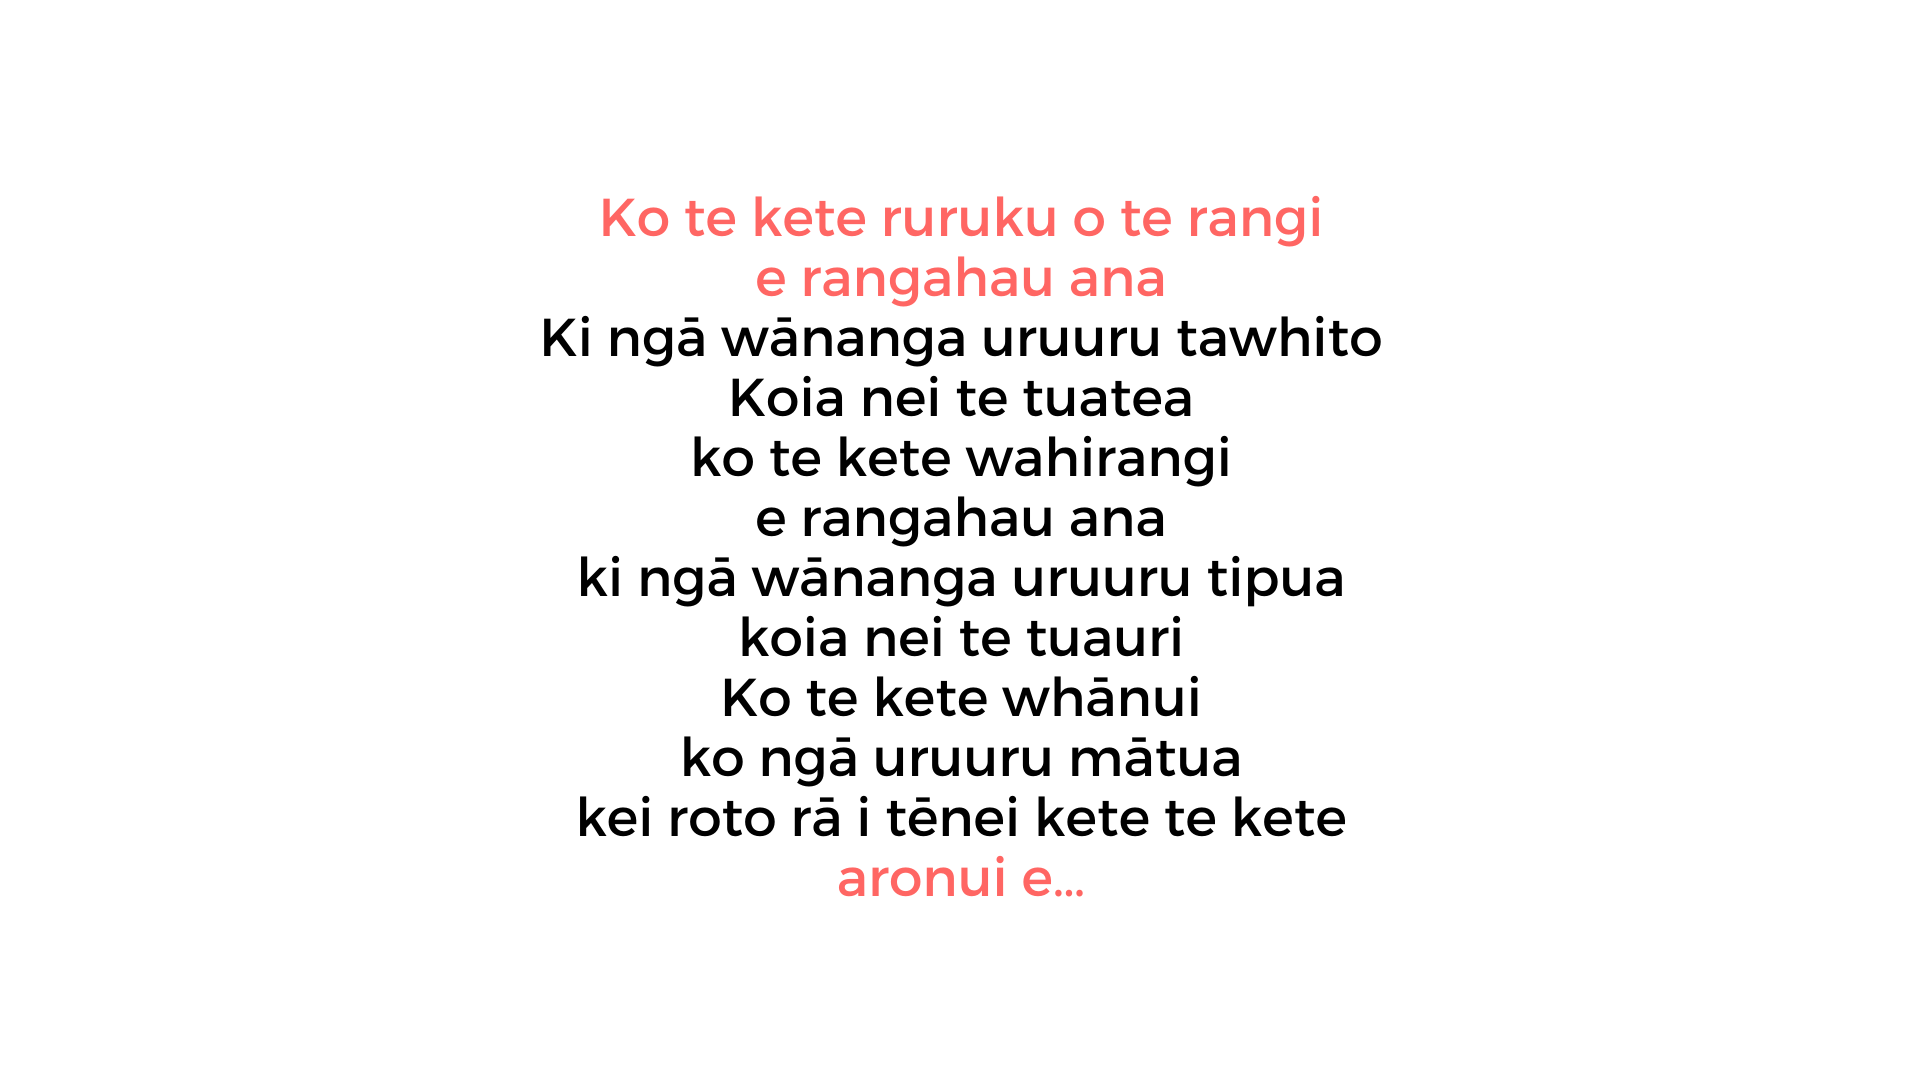 Ko te kete ruruku o te rangi
e rangahau ana
Ki ngā wānanga uruuru tawhito
Koia nei te tuatea
ko te kete wahirangi
e rangahau ana
ki ngā wānanga uruuru tipua
koia nei te tuauri
Ko te kete whānui
ko ngā uruuru mātua
kei roto rā i tēnei kete te kete
aronui e...